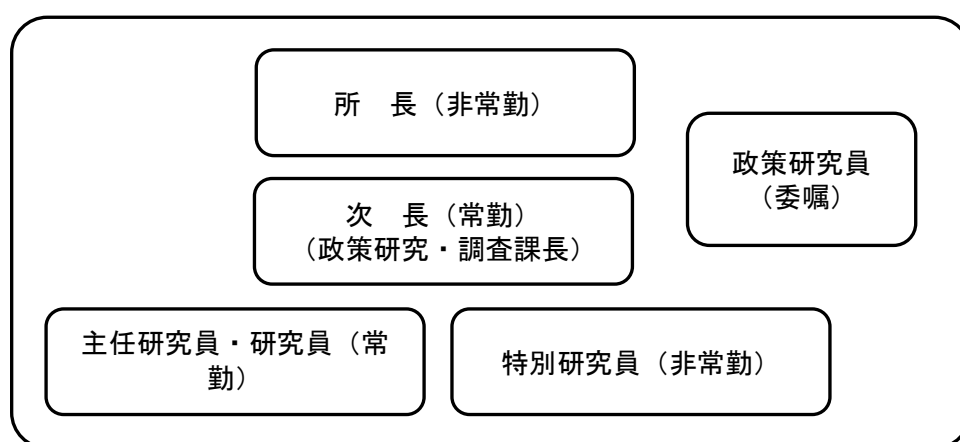 所　長（非常勤）
政策研究員
（委嘱）
次　長（常勤）
（政策研究・調査課長）
主任研究員・研究員（常
勤）
特別研究員（非常勤）